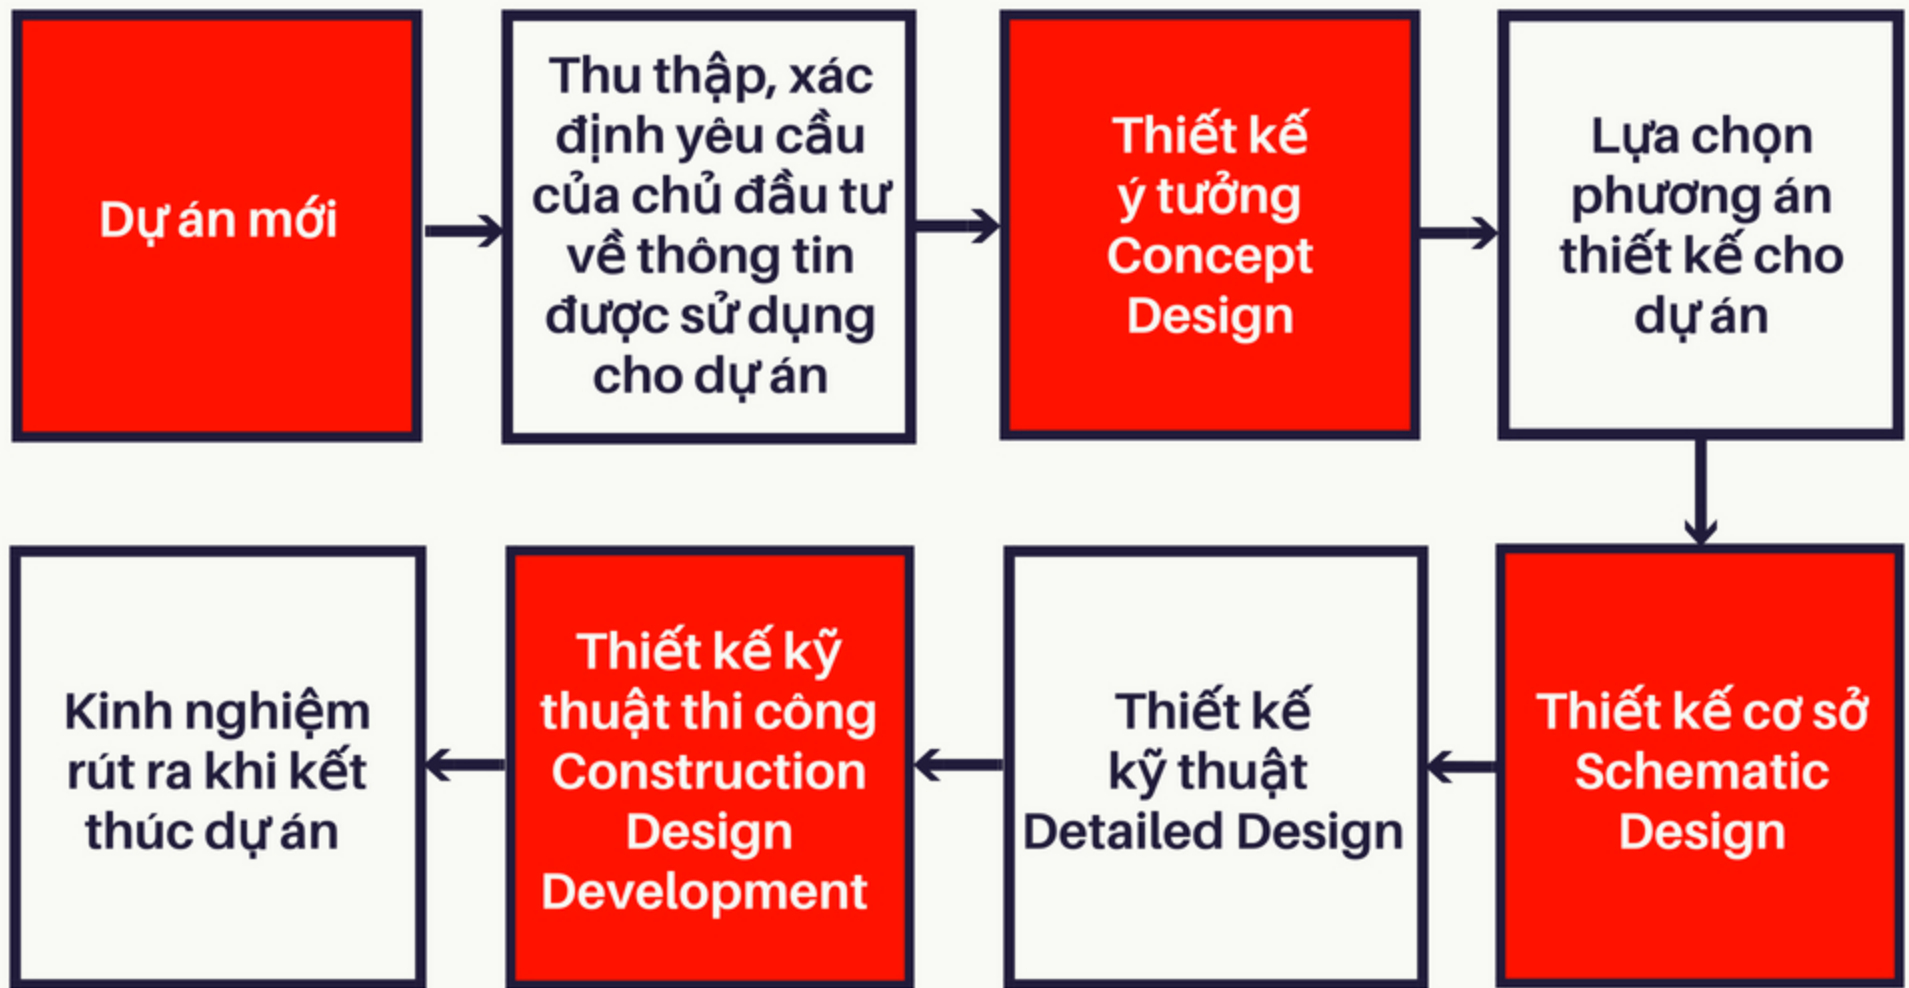 Dự án mới
Thu thập, xác
định yêu cầu
của chủ đầu tư
về thông tin
được sử dụng
cho dự án
Thiết kế
ý tưởng
Concept
Design
Lựa chọn
phương án
thiết kế cho
dự án
Thiết kế cơ sở
Schematic
Design
Thiết kế
kỹ thuật
Detailed Design
Thiết kế kỹ
thuật thi công
Construction
Design
Development
Kinh nghiệm
rút ra khi kết
thúc dự án